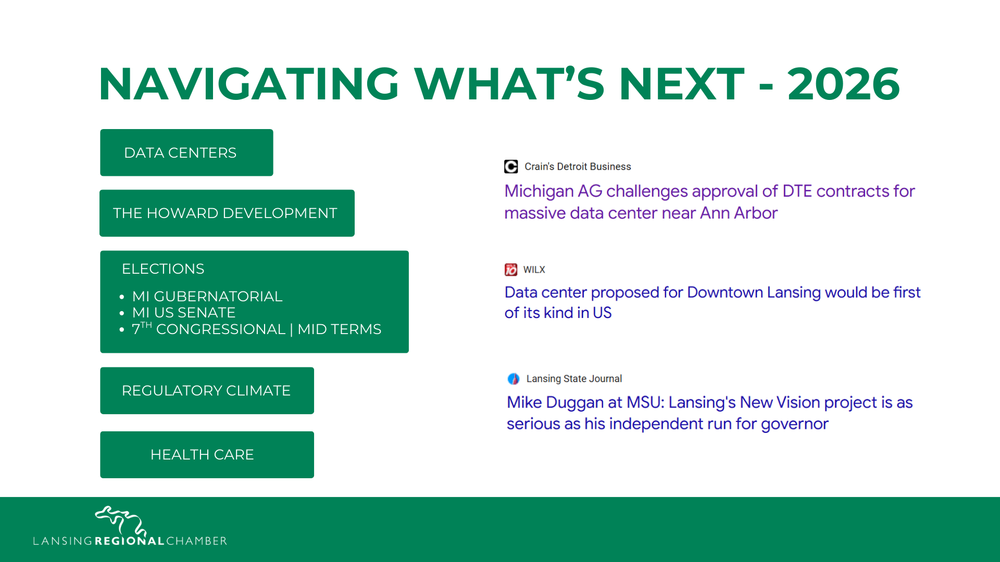 NAVIGATING WHAT’S NEXT - 2026
DATA CENTERS
THE HOWARD DEVELOPMENT
ELECTIONS
• MI GUBERNATORIAL
• MI US SENATE
• 7TH CONGRESSIONAL | MID TERMS
REGULATORY CLIMATE
HEALTH CARE
Crain's Detroit Business
Michigan AG challenges approval of DTE contracts for
massive data center near Ann Arbor
10 WILX
Data center proposed for Downtown Lansing would be first
of its kind in US
Lansing State Journal
Mike Duggan at MSU: Lansing's New Vision project is as
serious as his independent run for governor
LANSING REGIONAL CHAMBER